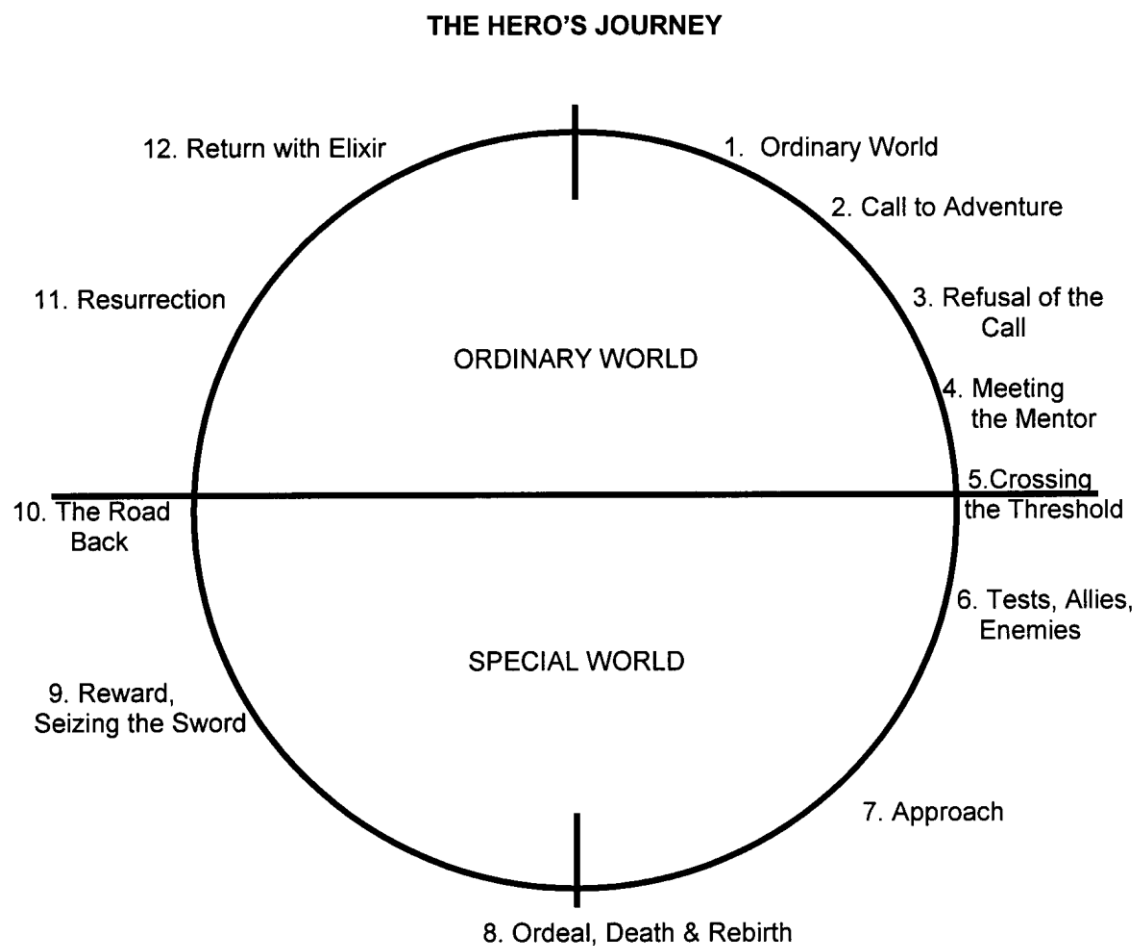 THE HERO'S JOURNEY
12. Return with Elixir
1. Ordinary World
2. Call to Adventure
11. Resurrection
3. Refusal of the
Call
ORDINARY WORLD
4. Meeting
the Mentor
5.Crossing
the Threshold
10. The Road
Back
6. Tests, Allies,
Enemies
SPECIAL WORLD
9. Reward,
Seizing the Sword
7. Approach
8. Ordeal, Death & Rebirth